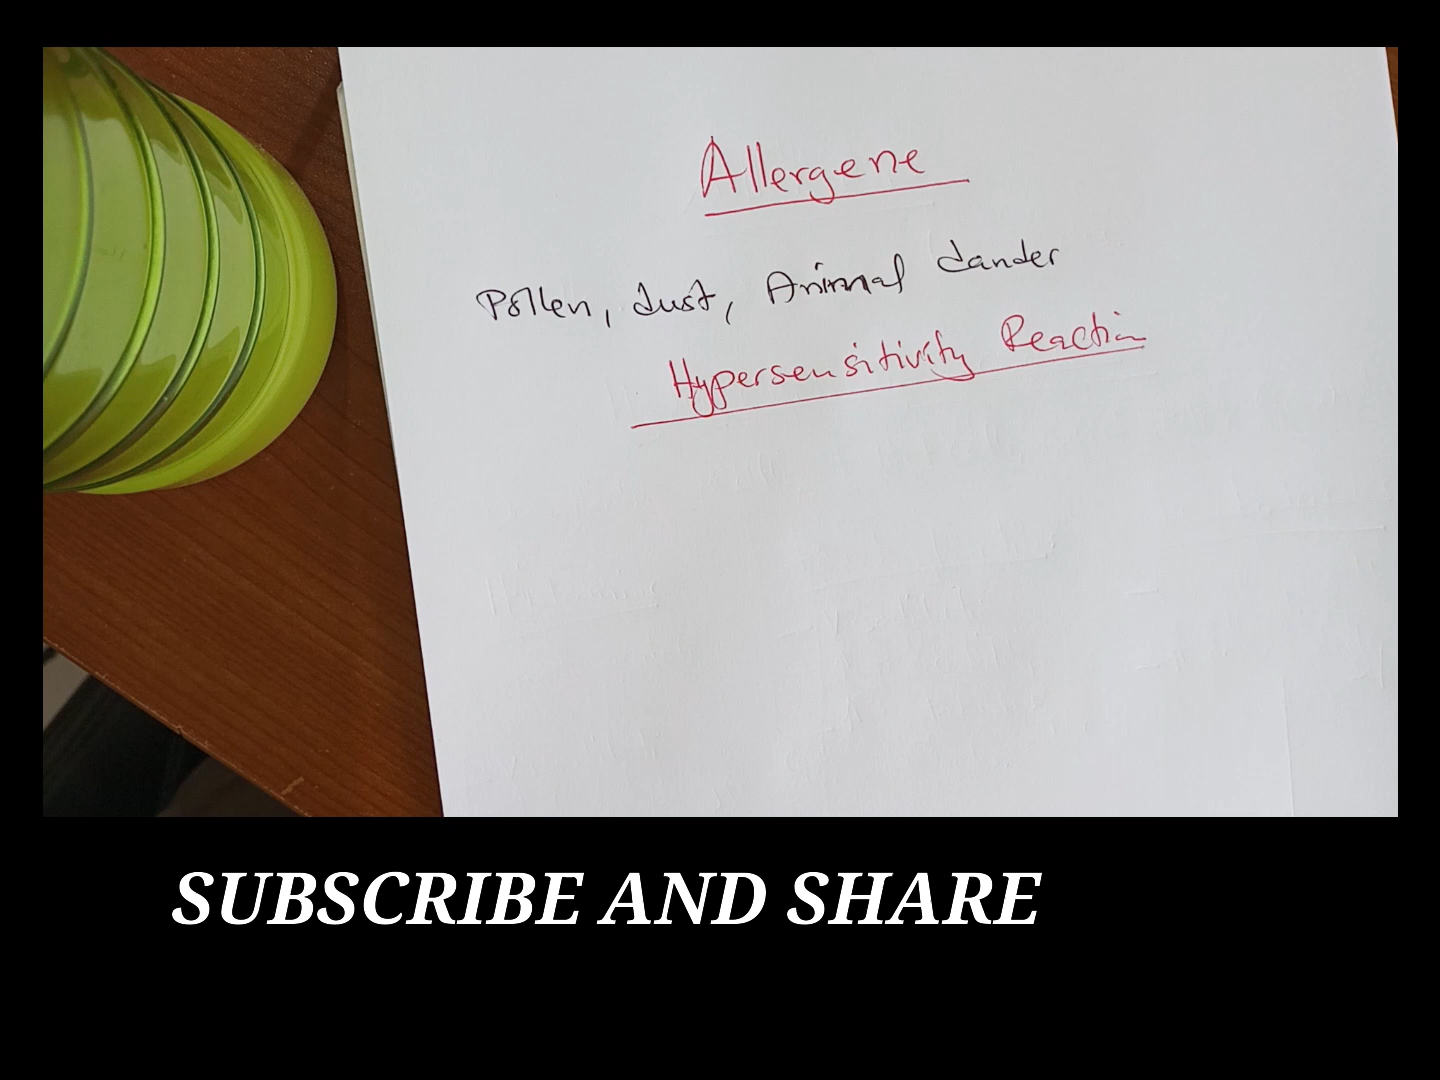 Allergene
Pollen, dust, Animal dander
Hypersensitivity Reaction
SUBSCRIBE AND SHARE